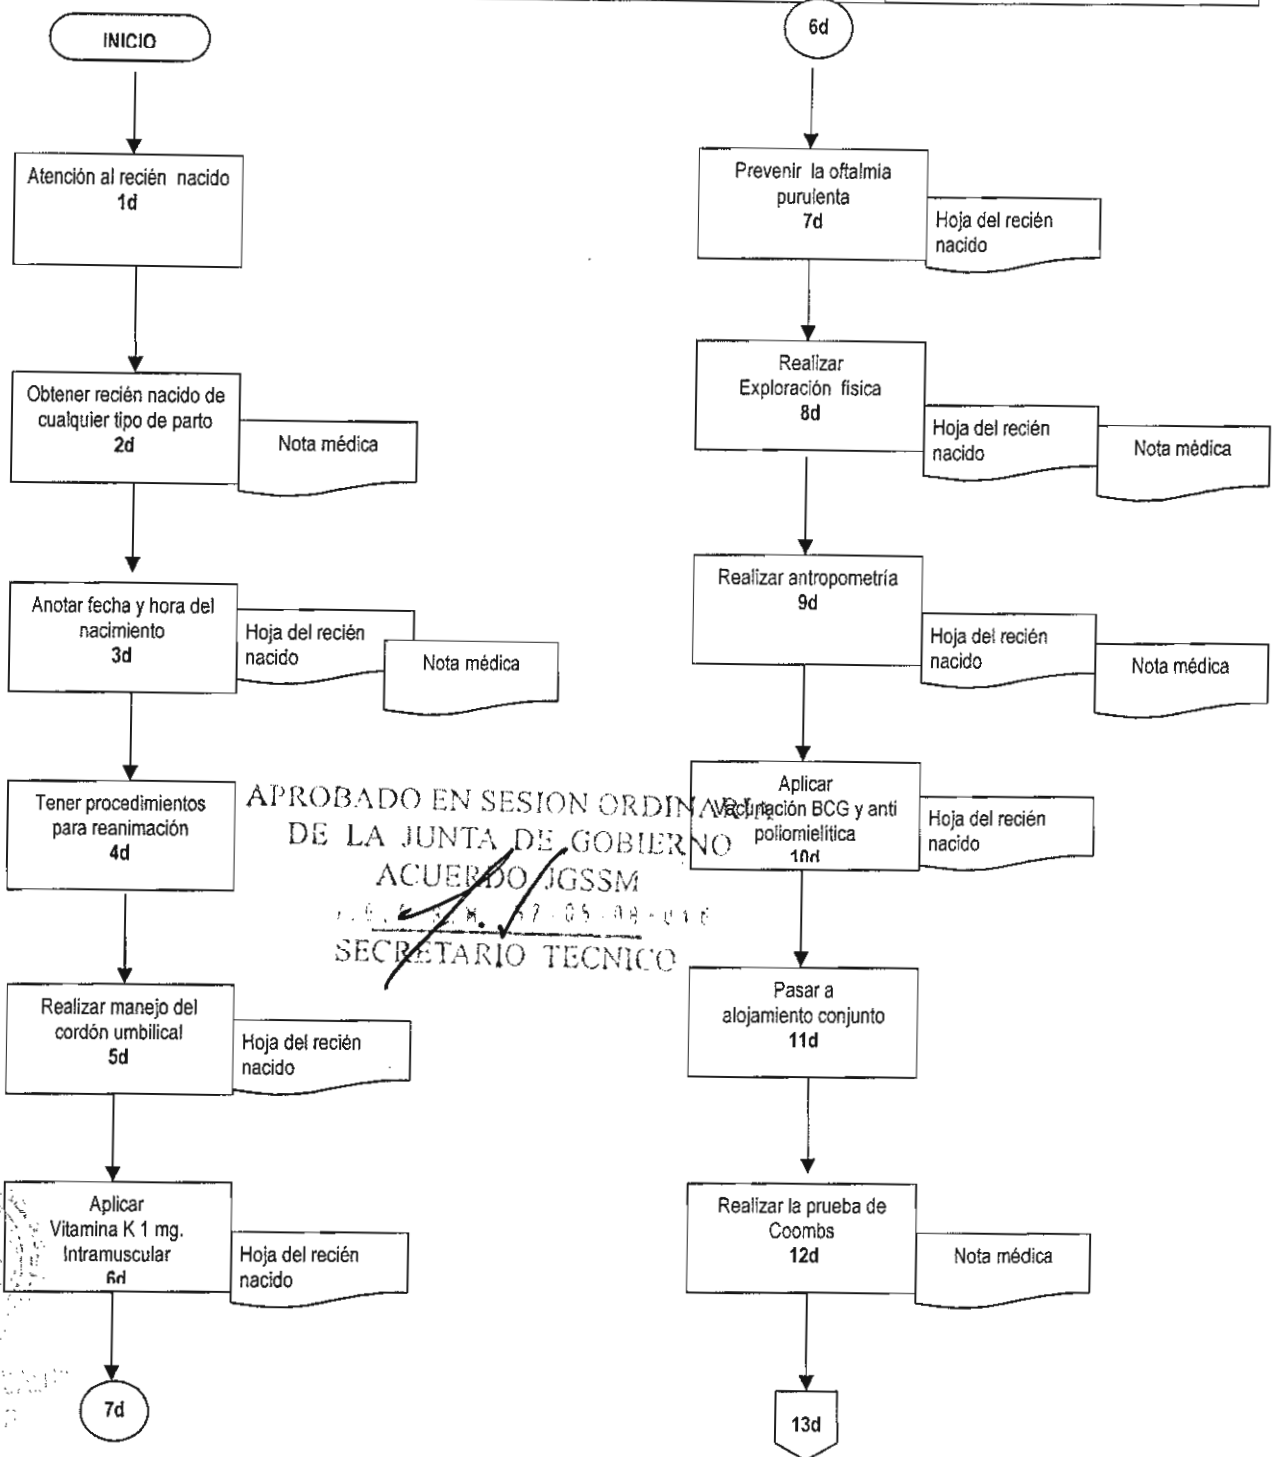 INICIO
Atención al recién nacido
1d
Obtener recién nacido de
cualquier tipo de parto
2d
Nota médica
Anotar fecha y hora del
nacimiento
3d
Hoja del recién
nacido
Nota médica
Tener procedimientos
para reanimación
4d
Realizar manejo del
cordón umbilical
5d
Hoja del recién
nacido
Aplicar
Vitamina K 1 mg.
Intramuscular
6d
Hoja del recién
nacido
7d
APROBADO EN SESION ORDINARIA
DE LA JUNTA DE GOBIERNO
ACUERDO JGSSM
SECRETARIO TECNICO
6d
Prevenir la oftalmia
purulenta
7d
Hoja del recién
nacido
Realizar
Exploración física
8d
Hoja del recién
nacido
Nota médica
Realizar antropometría
9d
Hoja del recién
nacido
Nota médica
Aplicar
Vacunación BCG y anti
poliomielítica
10d
Hoja del recién
nacido
Pasar a
alojamiento conjunto
11d
Realizar la prueba de
Coombs
12d
Nota médica
13d